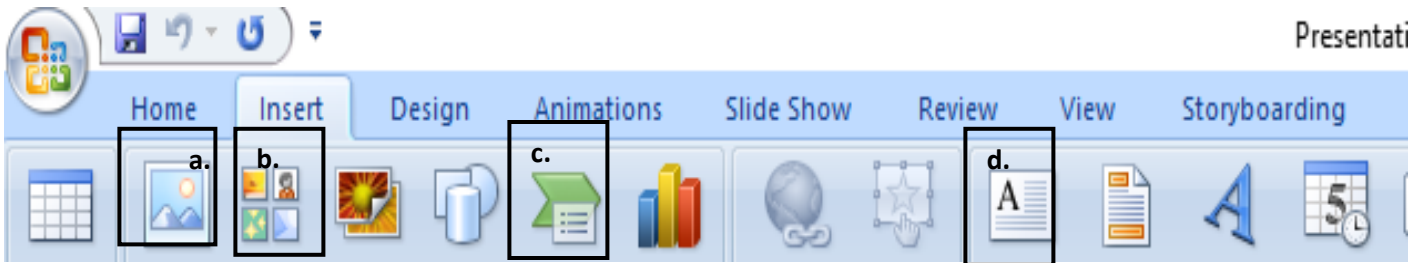 Presentati
Home Insert Design Animations Slide Show Review View Storyboarding
a. b. c. d.
A A 5